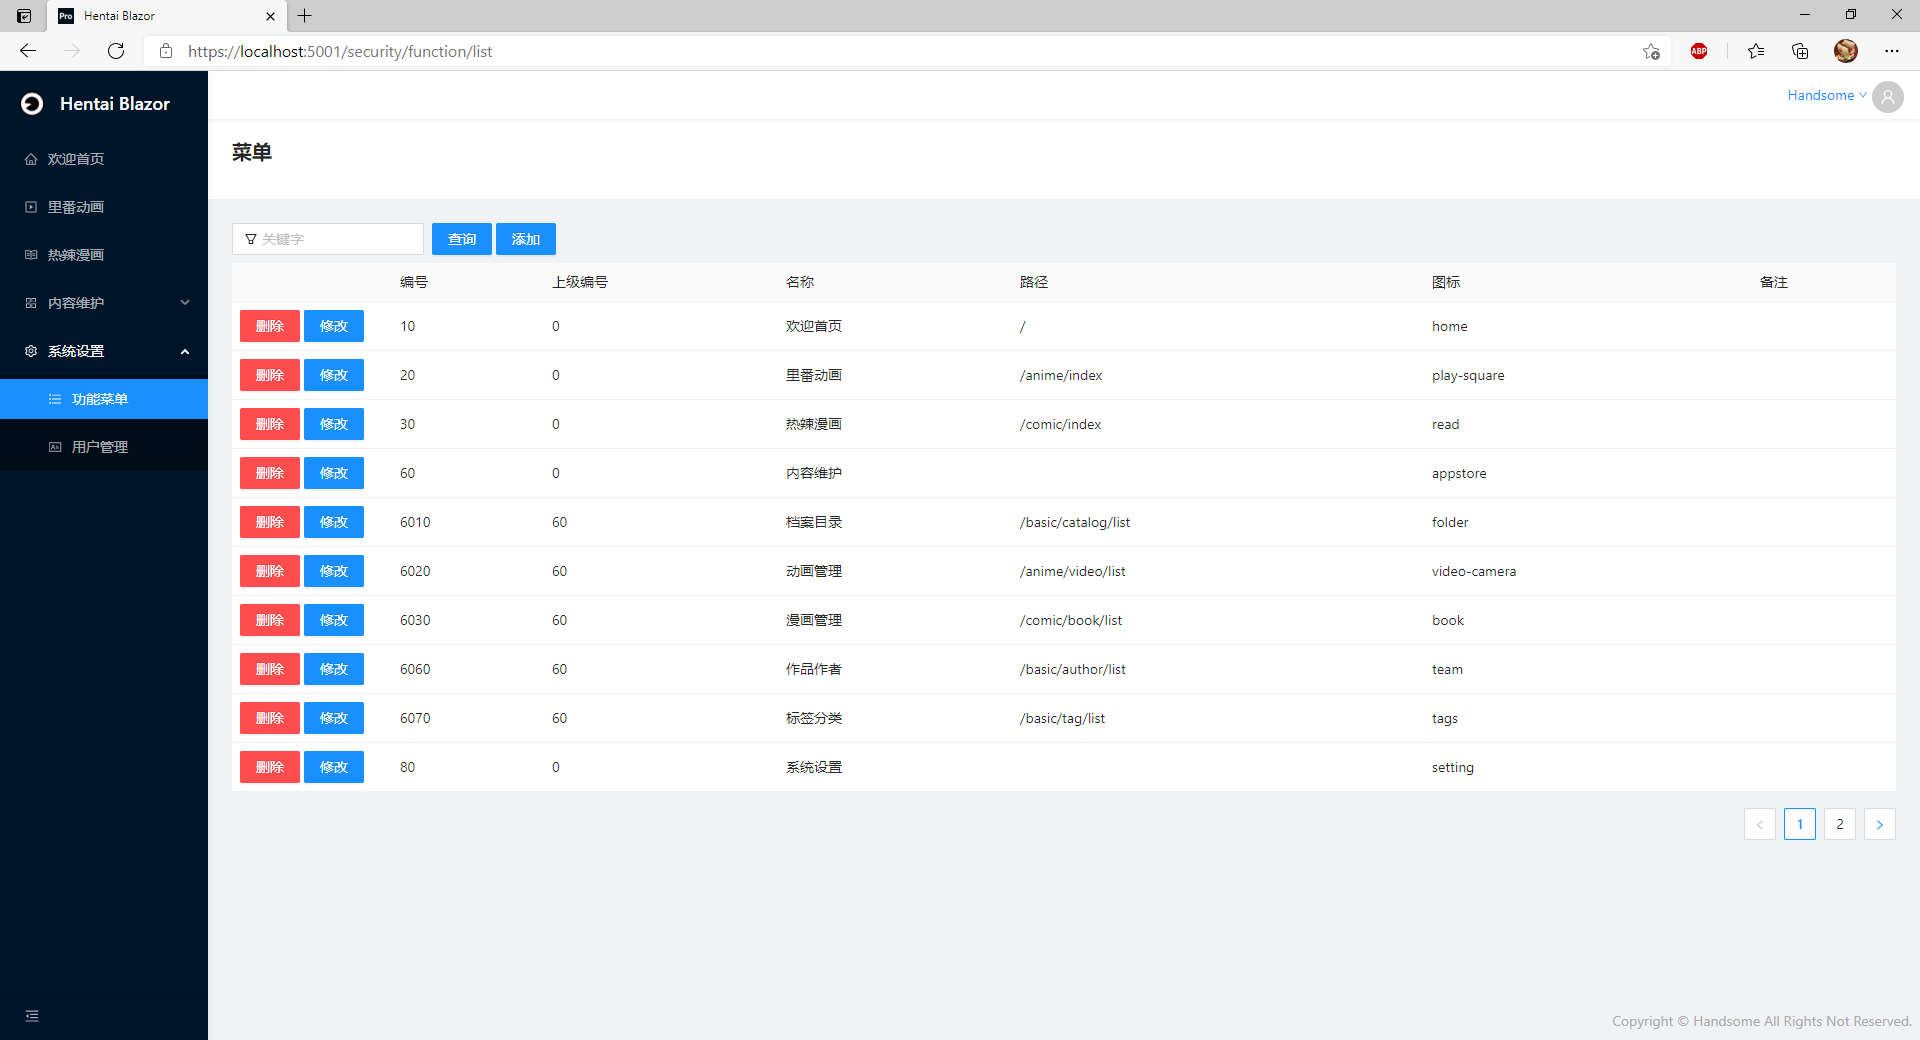 Hentai Blazor
https://localhost:5001/security/function/list
ABP
Pro
Hentai Blazor
Handsome
欢迎首页
里番动画
热辣漫画
内容维护
系统设置
功能菜单
用户管理
菜单
关键字 查询 添加
编号 上级编号 名称 路径 图标 备注
删除 修改 10 0 欢迎首页 / home
删除 修改 20 0 里番动画 /anime/index play-square
删除 修改 30 0 热辣漫画 /comic/index read
删除 修改 60 0 内容维护 appstore
删除 修改 6010 60 档案目录 /basic/catalog/list folder
删除 修改 6020 60 动画管理 /anime/video/list video-camera
删除 修改 6030 60 漫画管理 /comic/book/list book
删除 修改 6060 60 作品作者 /basic/author/list team
删除 修改 6070 60 标签分类 /basic/tag/list tags
删除 修改 80 0 系统设置 setting
< 1 2 >
Copyright © Handsome All Rights Not Reserved.